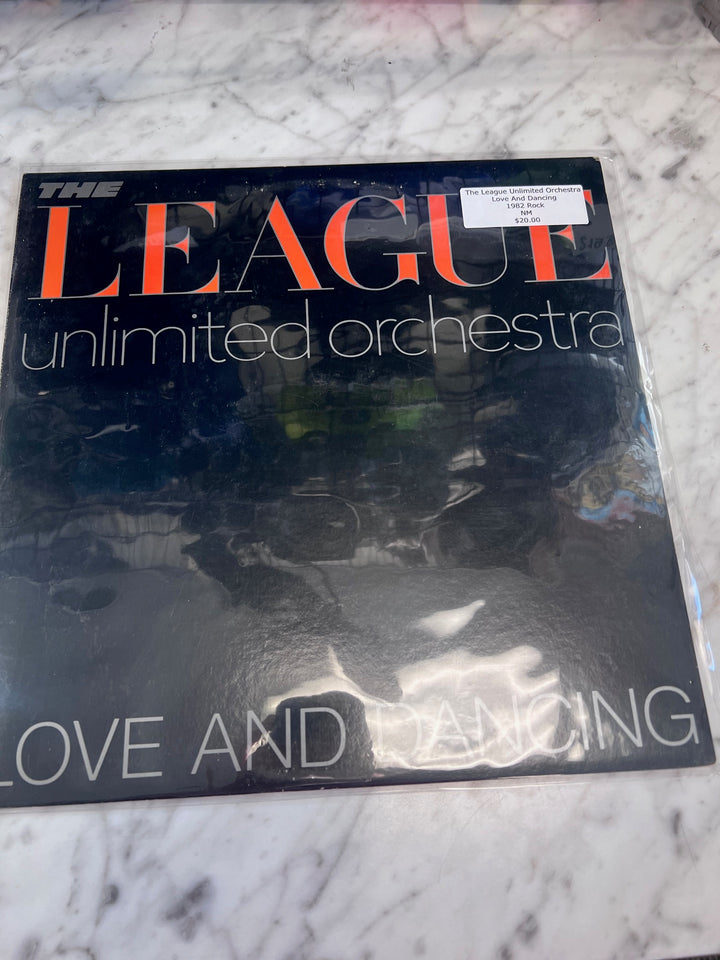 THE
LEAGUE
unlimited orchestra
The League Unlimited Orchestra
Love And Dancing
1982 Rock
NM
$20.00
LOVE AND DANCING